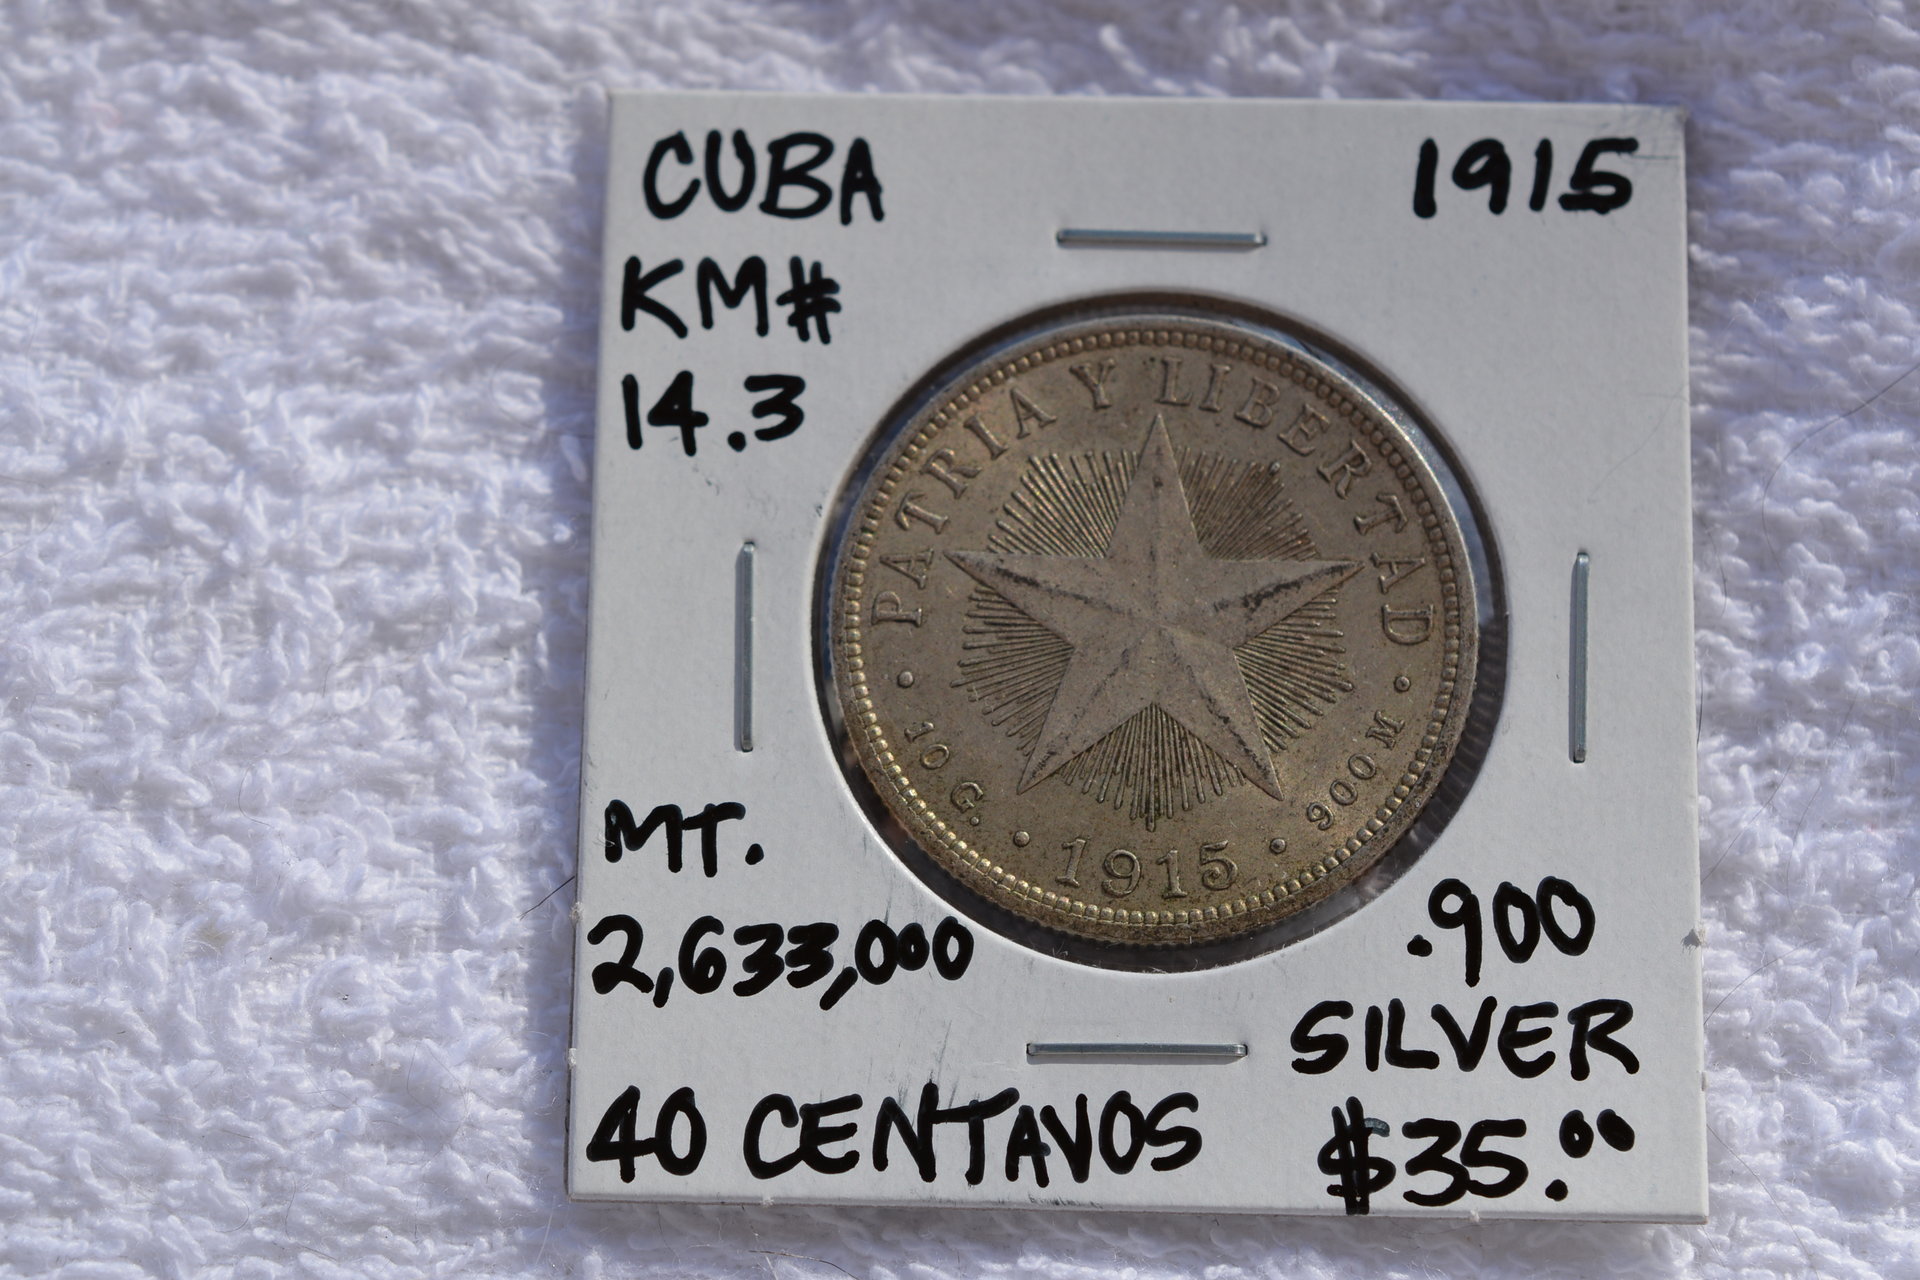 CUBA
1915
KM#
14.3
PATRIA Y LIBERTAD
10 G. 1915 900 M
MT.
2,633,000
.900
SILVER
40 CENTAVOS
$35.00